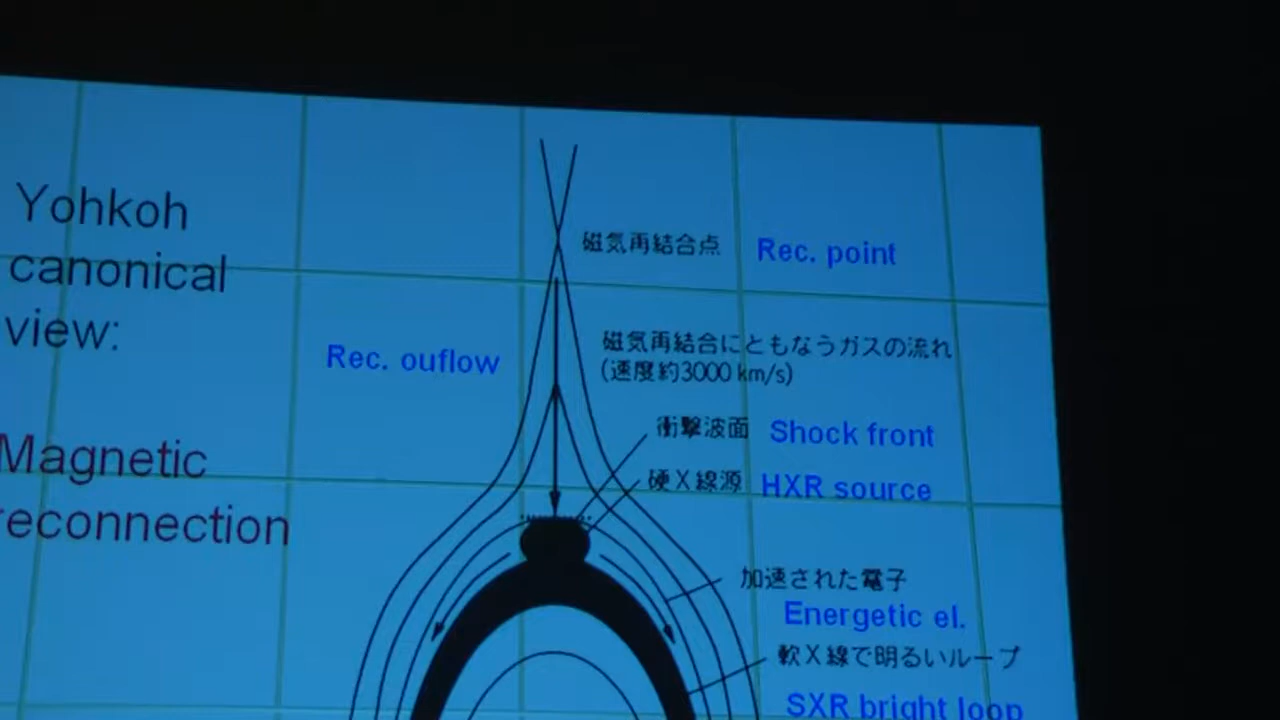 Yohkoh
canonical
view:
Magnetic
reconnection
磁気再結合点 Rec. point
Rec. ouflow
磁気再結合にともなうガスの流れ
(速度約3000 km/s)
衝撃波面 Shock front
硬X線源 HXR source
加速された電子
Energetic el.
軟X線で明るいループ
SXR bright loop